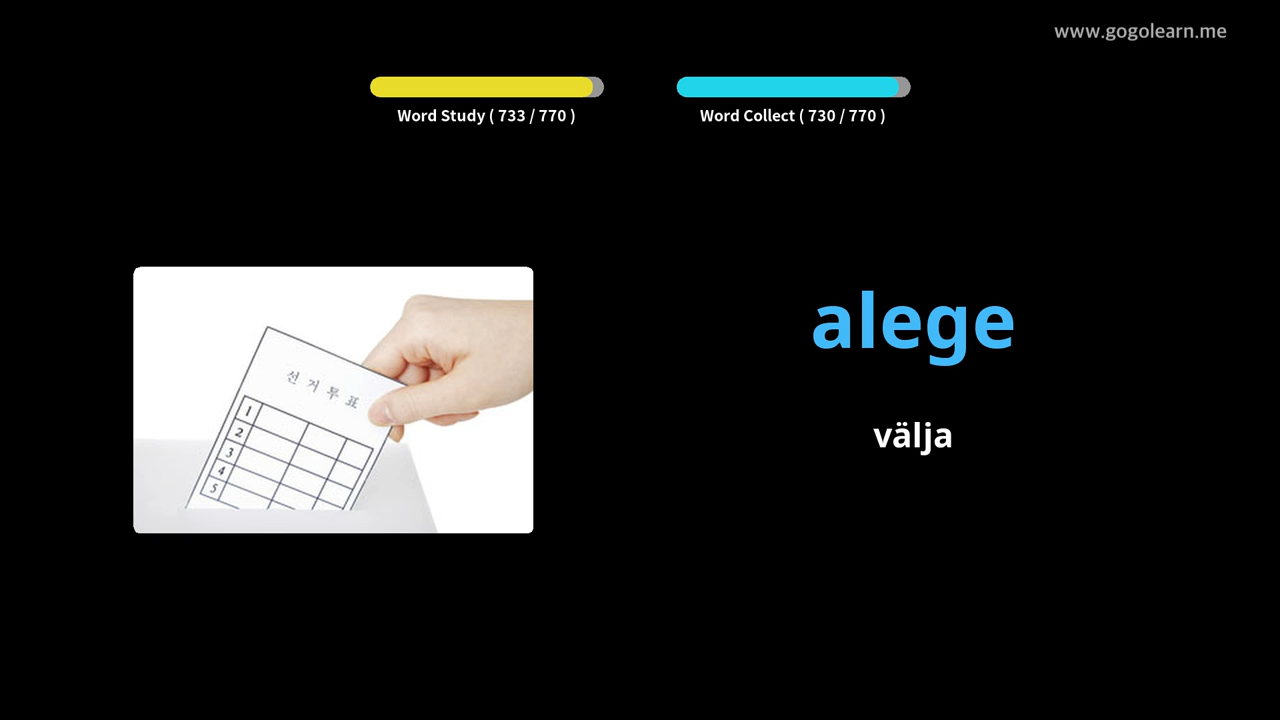 www.gogolearn.me
Word Study ( 733 / 770 )
Word Collect ( 730 / 770 )
선거투표
1
2
3
4
5
alege
välja